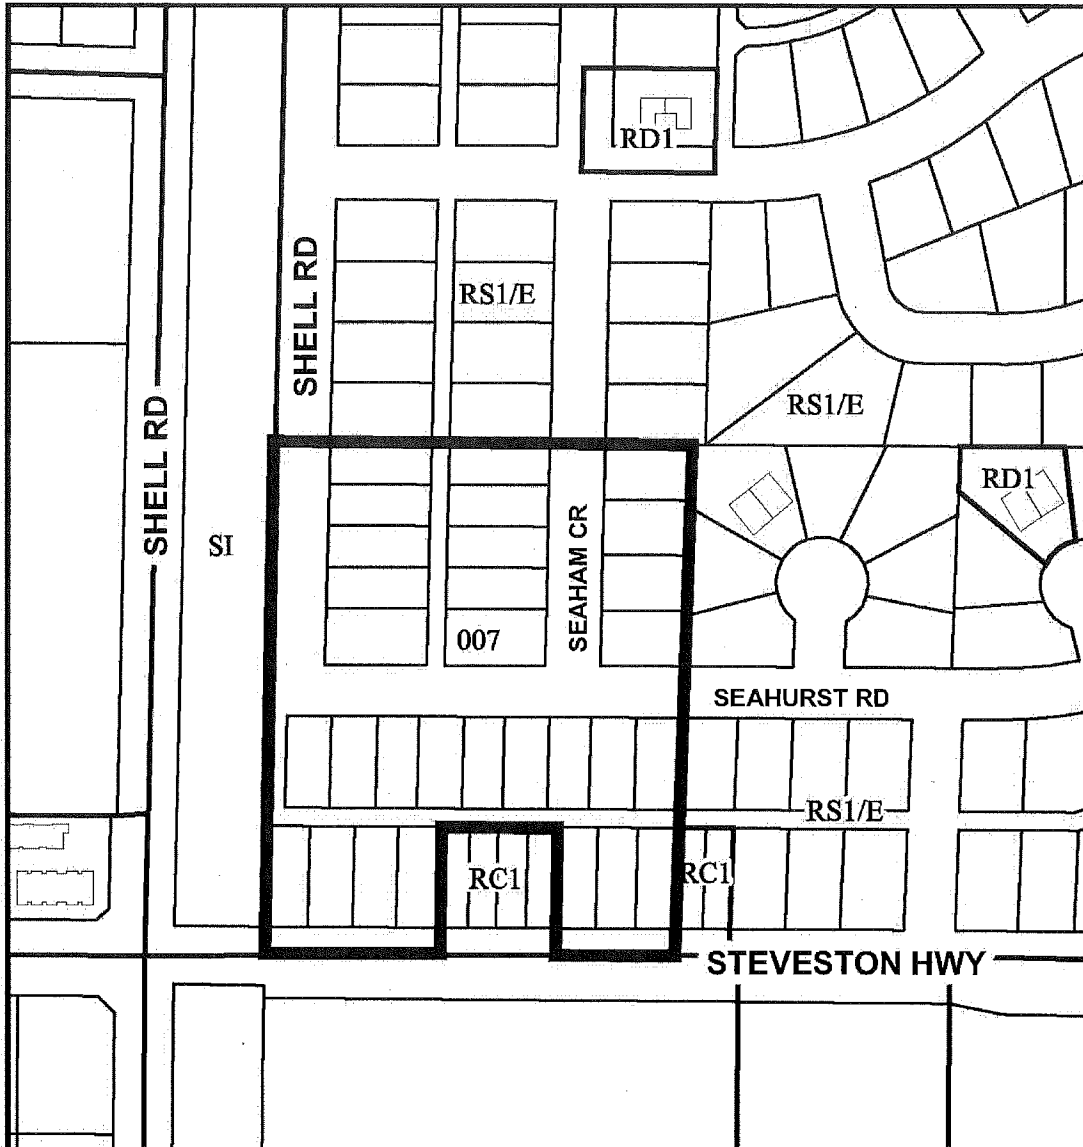 RD1
SHELL RD
RS1/E
RS1/E
SHELL RD
RD1
SI
SEAHAM CR
007
SEAHURST RD
RS1/E
RC1
RC1
STEVESTON HWY